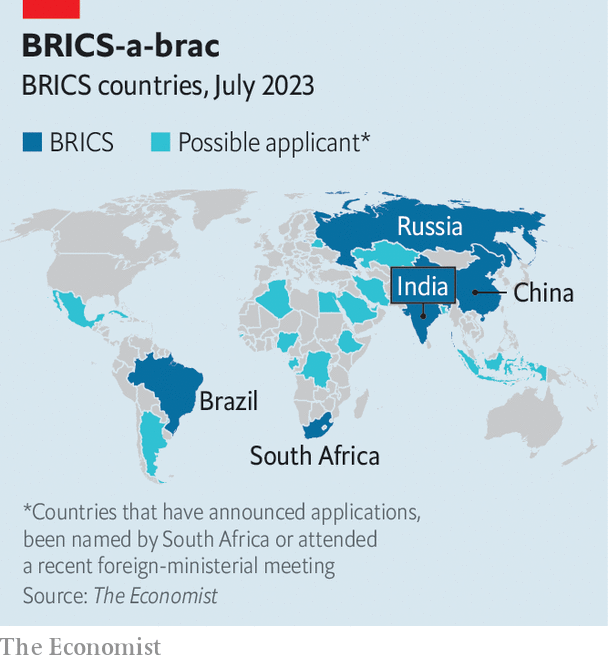 BRICS-a-brac
BRICS countries, July 2023
BRICS
Possible applicant*
Russia
India
China
Brazil
South Africa
*Countries that have announced applications,
been named by South Africa or attended
a recent foreign-ministerial meeting
Source: The Economist
The Economist